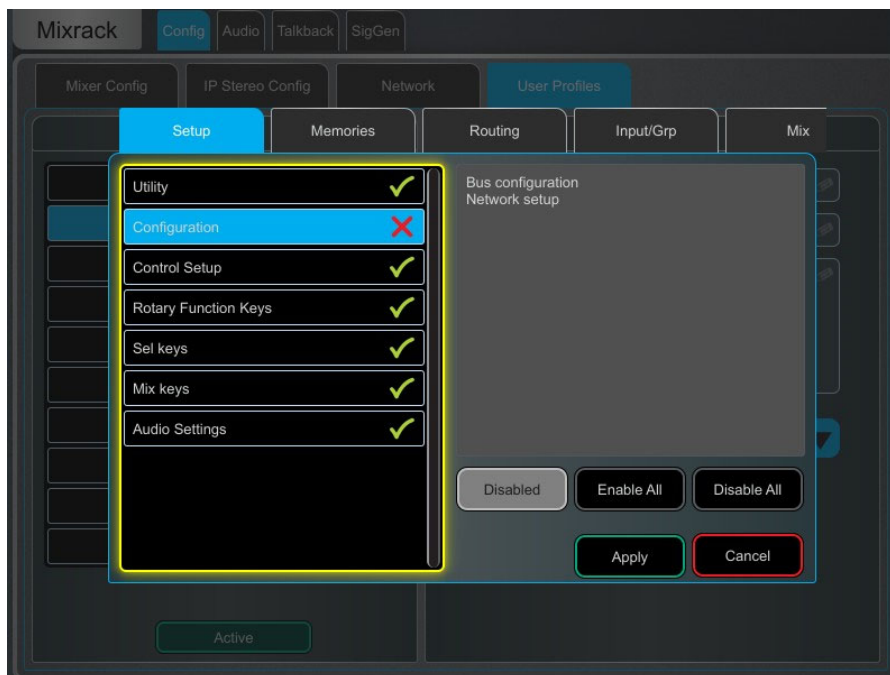 Mixrack
Config
Audio
Talkback
SigGen
Mixer Config
IP Stereo Config
Network
User Profiles
Setup
Memories
Routing
Input/Grp
Mix
Utility
Configuration
Control Setup
Rotary Function Keys
Sel keys
Mix keys
Audio Settings
Bus configuration
Network setup
Disabled
Enable All
Disable All
Apply
Cancel
Active